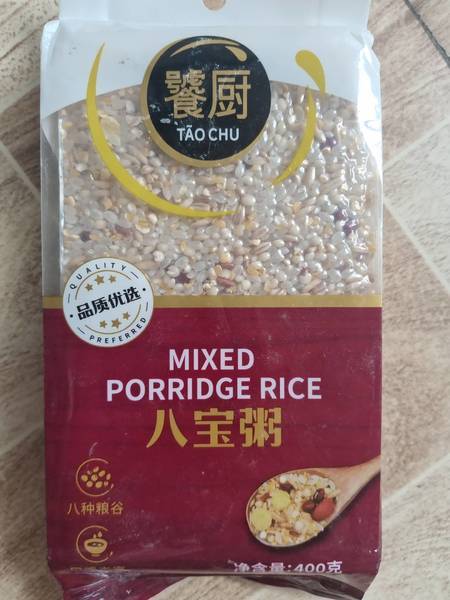 饕厨
TĀO CHU
QUALITY
品质优选
PREFERRED
MIXED
PORRIDGE RICE
八宝粥
八种粮谷
净含量:400克